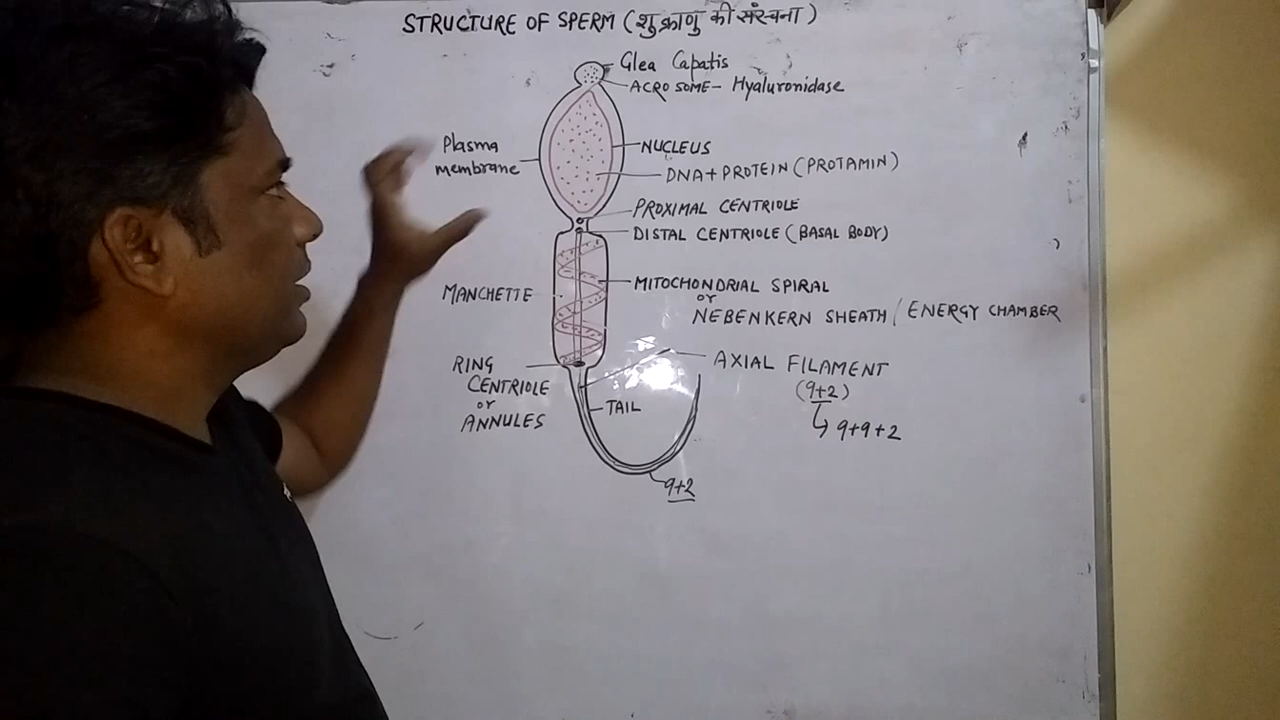 STRUCTURE OF SPERM (शुक्राणु की संरचना)
Glea Capatis
ACROSOME- Hyaluronidase
Plasma
membrane
NUCLEUS
DNA+PROTEIN (PROTAMIN)
PROXIMAL CENTRIOLE
DISTAL CENTRIOLE (BASAL BODY)
MANCHETTE
MITOCHONDRIAL SPIRAL
or
NEBENKERN SHEATH / ENERGY CHAMBER
RING
CENTRIOLE
or
ANNULES
AXIAL FILAMENT
(9+2)
9+9+2
TAIL
9+2